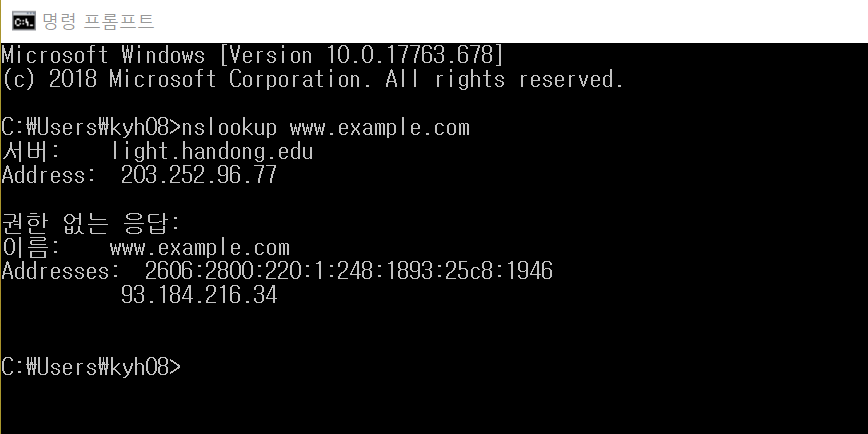 명령 프롬프트
Microsoft Windows [Version 10.0.17763.678]
(c) 2018 Microsoft Corporation. All rights reserved.
C:₩Users₩kyh08>nslookup www.example.com
서버:    light.handong.edu
Address:  203.252.96.77
권한 없는 응답:
이름:    www.example.com
Addresses:  2606:2800:220:1:248:1893:25c8:1946
93.184.216.34
C:₩Users₩kyh08>